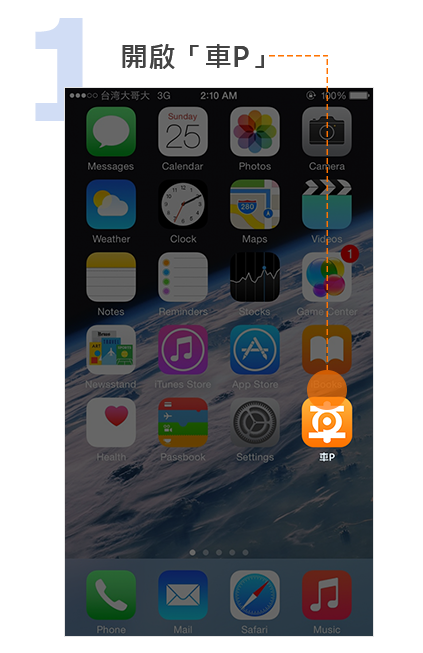 1
開啟「車P」
台湾大哥大 3G 2:10 AM 100%
Sunday
25
Messages Calendar Photos Camera
280
Weather Clock Maps Videos
1
Notes Reminders Stocks Game Center
Newsstand iTunes Store App Store iBooks
Health Passbook Settings 車P
Phone Mail Safari Music